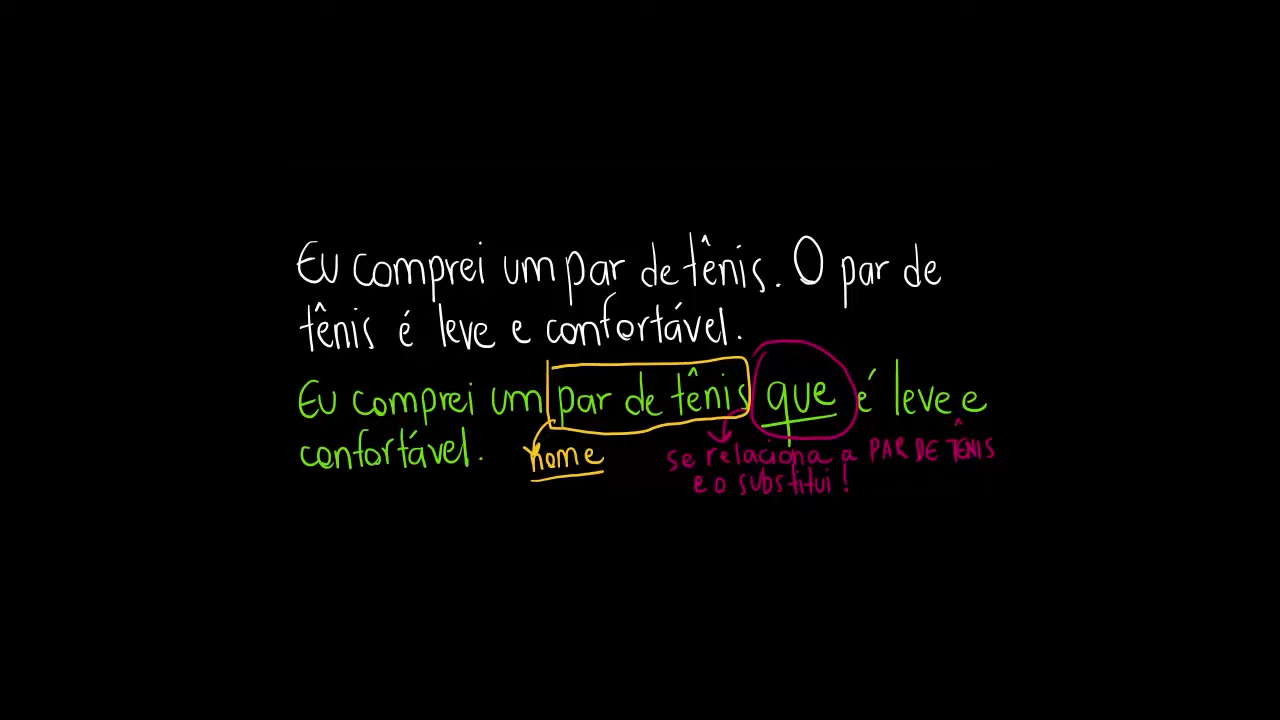 Eu comprei um par de tênis. O par de
tênis é leve e confortável.
Eu comprei um par de tênis que é leve e
confortável.
nome
se relaciona a PAR DE TÊNIS
e o substitui!